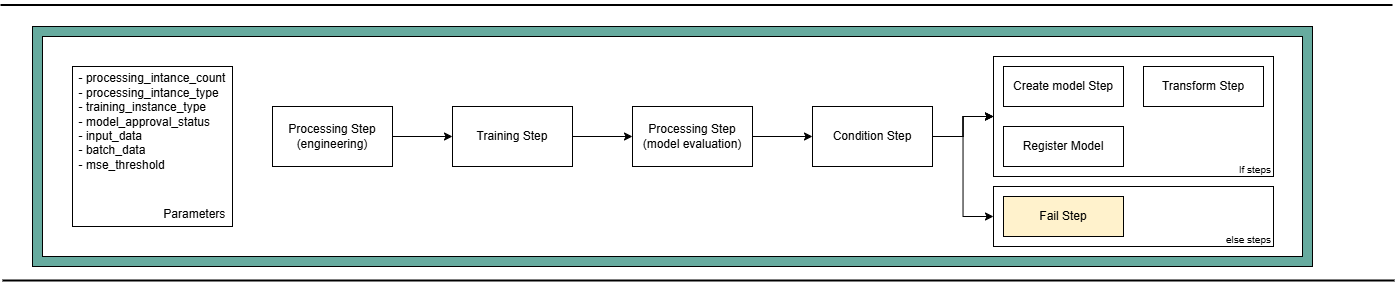 - processing_intance_count
- processing_intance_type
- training_instance_type
- model_approval_status
- input_data
- batch_data
- mse_threshold
Parameters
Processing Step
(engineering)
Training Step
Processing Step
(model evaluation)
Condition Step
Create model Step
Transform Step
Register Model
If steps
Fail Step
else steps